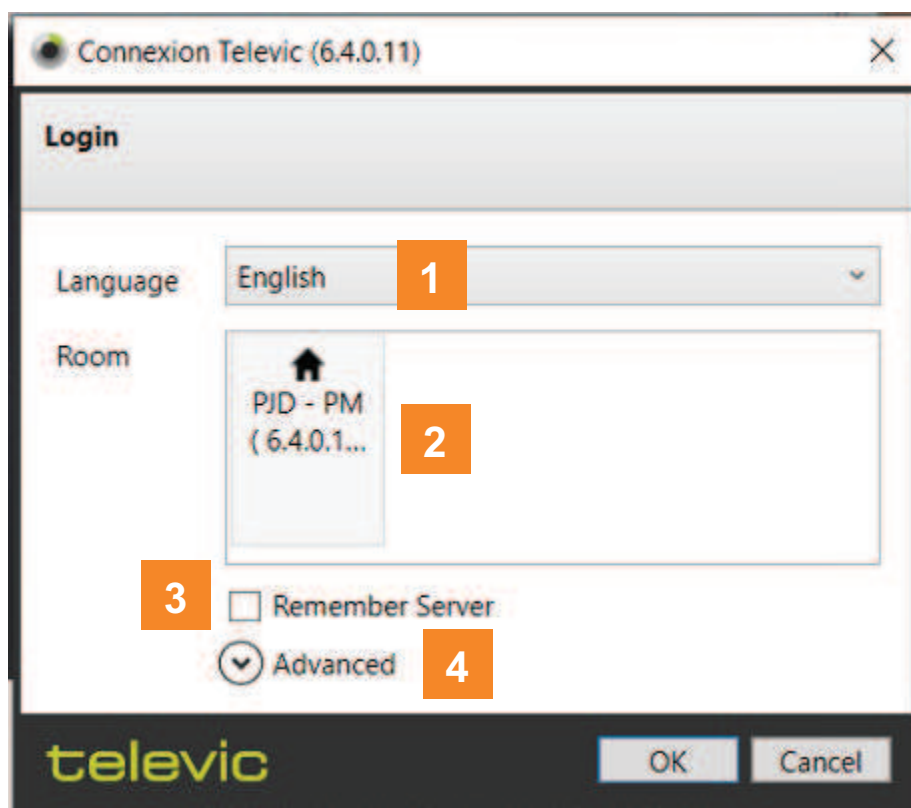 Connexion Televic (6.4.0.11)
Login
Language
English
1
Room
PJD - PM
( 6.4.0.1...
2
3
Remember Server
Advanced
4
televic
OK
Cancel